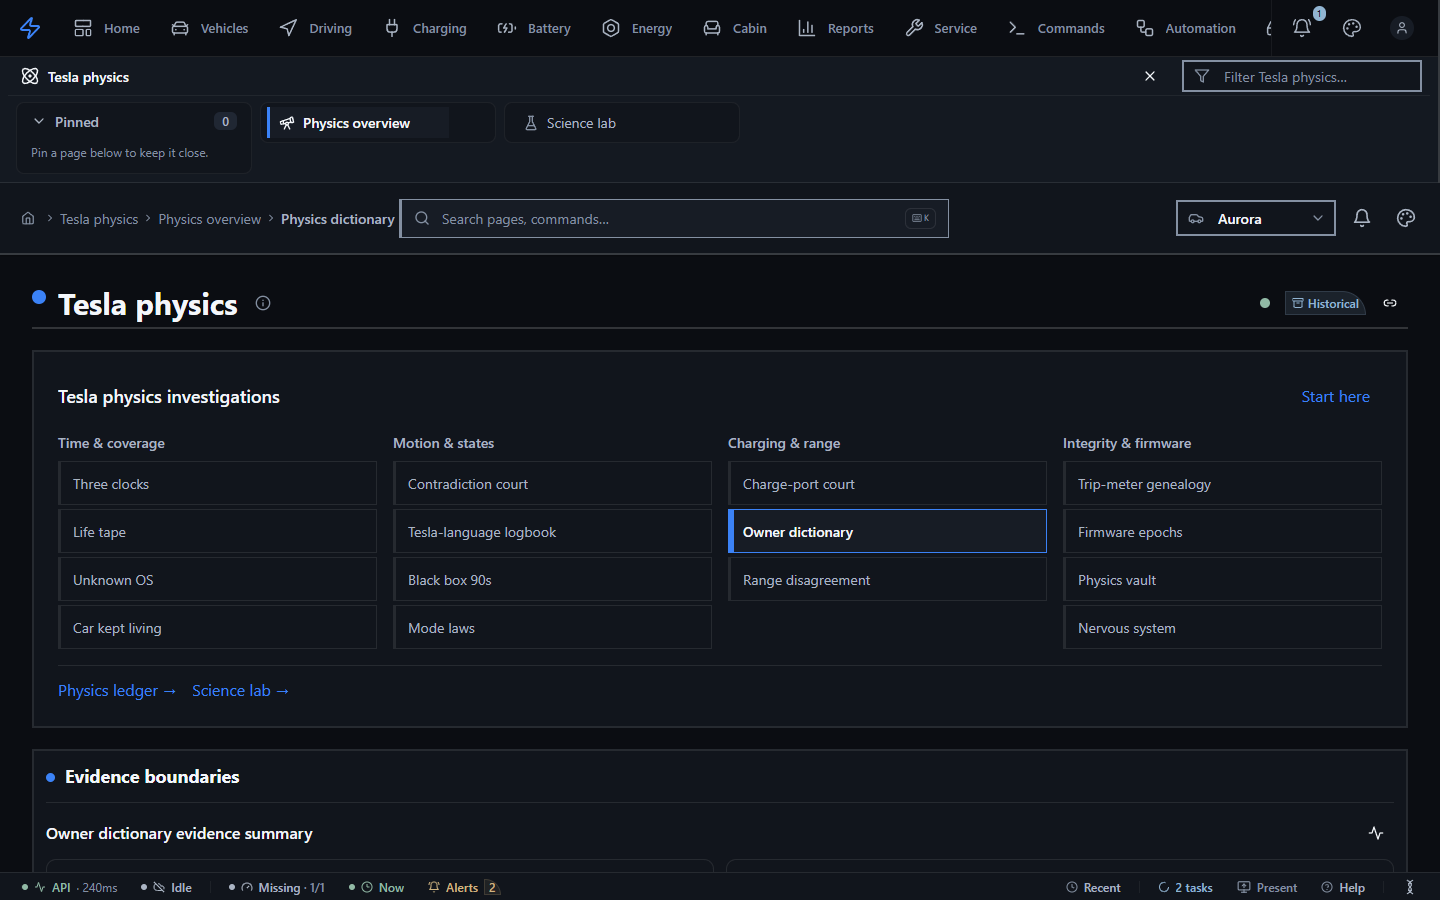 Home Vehicles Driving Charging Battery Energy Cabin Reports Service Commands Automation 1
Tesla physics Filter Tesla physics...
Pinned 0 Physics overview Science lab
Pin a page below to keep it close.
Tesla physics > Physics overview > Physics dictionary Search pages, commands... K Aurora
Tesla physics Historical
Tesla physics investigations Start here
Time & coverage Motion & states Charging & range Integrity & firmware
Three clocks Contradiction court Charge-port court Trip-meter genealogy
Life tape Tesla-language logbook Owner dictionary Firmware epochs
Unknown OS Black box 90s Range disagreement Physics vault
Car kept living Mode laws Nervous system
Physics ledger → Science lab →
Evidence boundaries
Owner dictionary evidence summary
API · 240ms Idle Missing · 1/1 Now Alerts 2 Recent 2 tasks Present Help